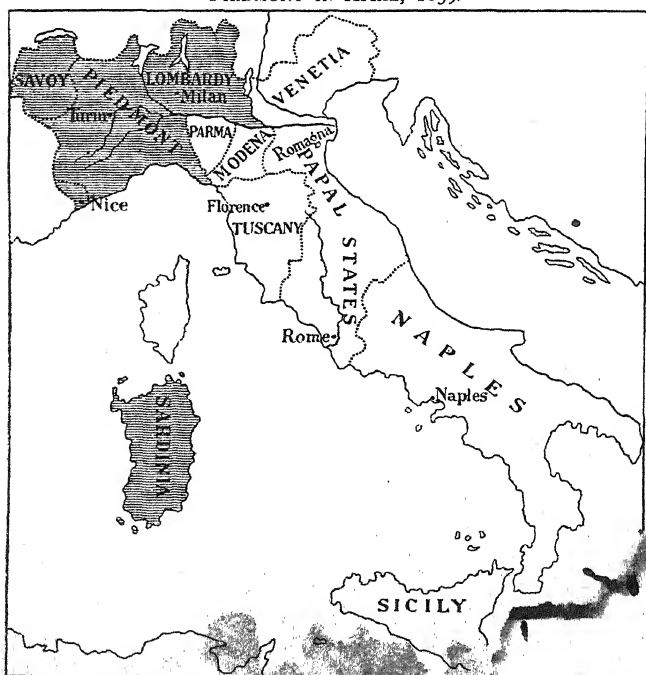 SAVOY
PIEDMONT
Turin
LOMBARDY
Milan
VENETIA
PARMA
MODENA
Romagna
PAPAL STATES
Nice
Florence
TUSCANY
Rome
NAPLES
Naples
SARDINIA
SICILY